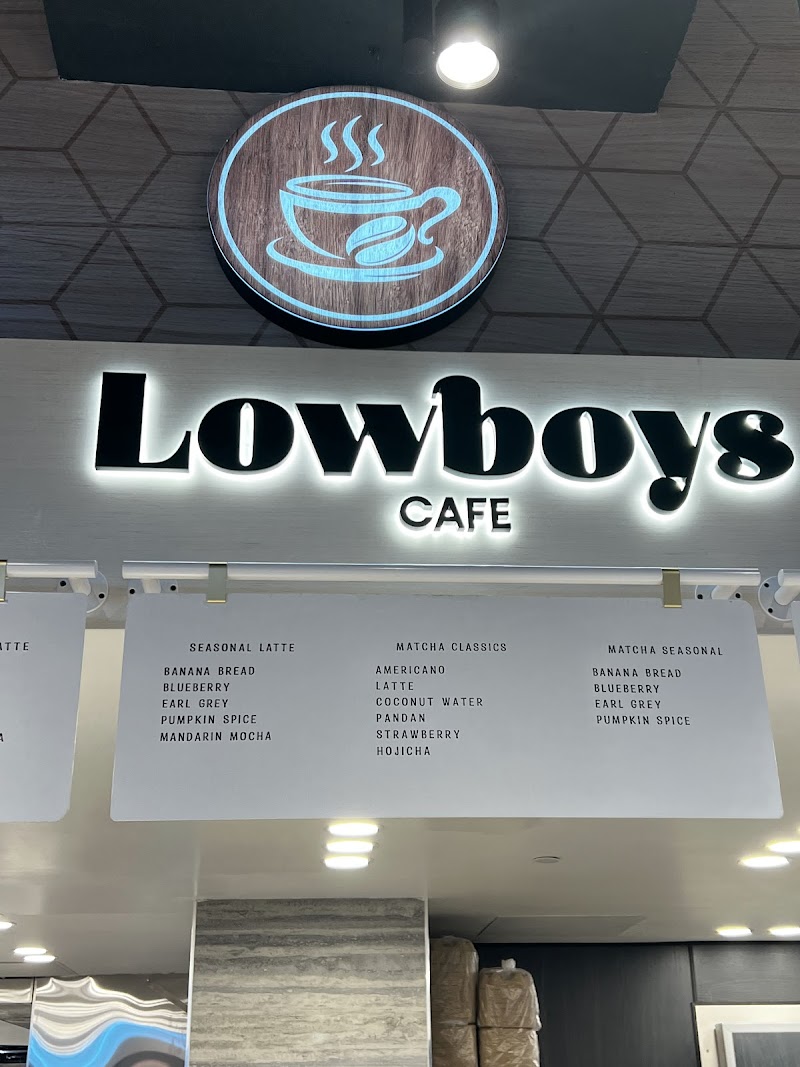 Lowboys
CAFE
SEASONAL LATTE
BANANA BREAD
BLUEBERRY
EARL GREY
PUMPKIN SPICE
MANDARIN MOCHA
MATCHA CLASSICS
AMERICANO
LATTE
COCONUT WATER
PANDAN
STRAWBERRY
HOJICHA
MATCHA SEASONAL
BANANA BREAD
BLUEBERRY
EARL GREY
PUMPKIN SPICE